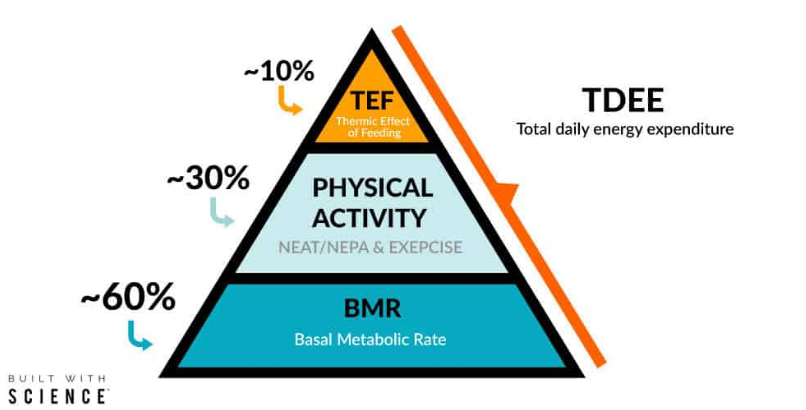 ~10%
TEF
Thermic Effect
of Feeding
TDEE
Total daily energy expenditure
~30%
PHYSICAL
ACTIVITY
NEAT/NEPA & EXEPCISE
~60%
BMR
Basal Metabolic Rate
BUILT WITH
SCIENCE